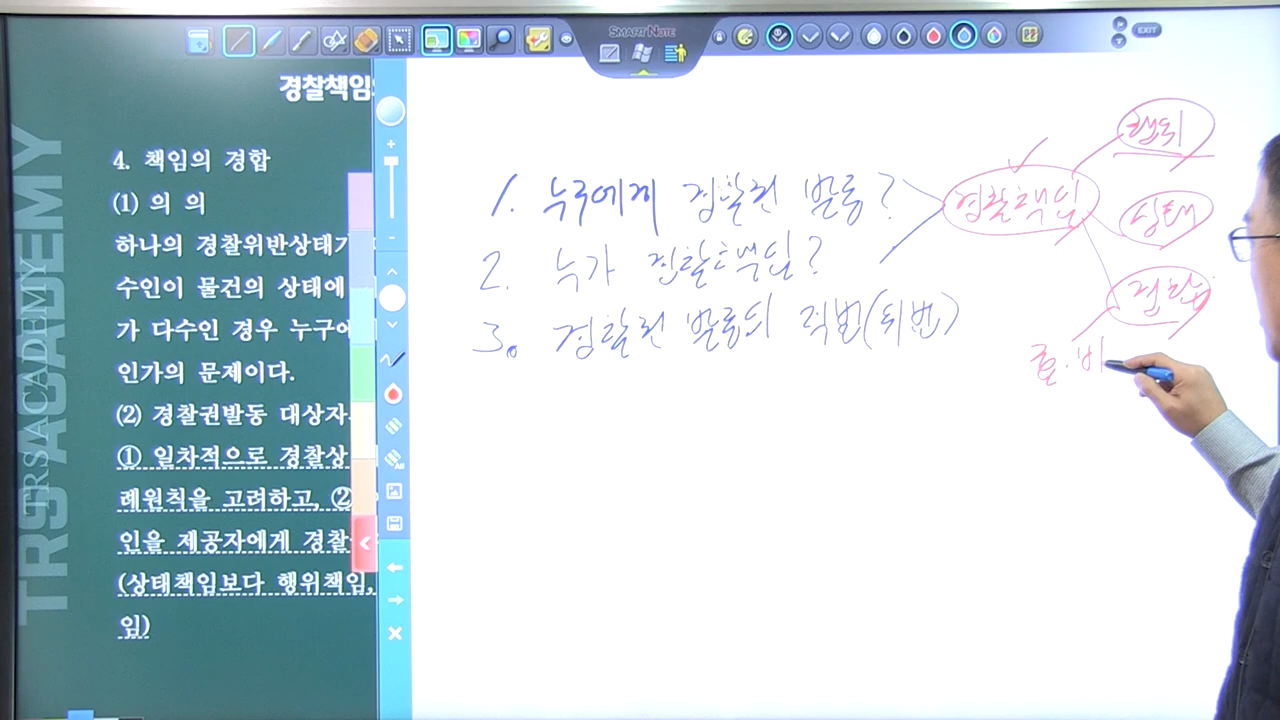 SMART NOTE
EXIT
경찰책임
4. 책임의 경합
(1) 의 의
하나의 경찰위반상태가
수인이 물건의 상태에
가 다수인 경우 누구에
인가의 문제이다.
(2) 경찰권발동 대상자
① 일차적으로 경찰상
례원칙을 고려하고, ②
인을 제공자에게 경찰
(상태책임보다 행위책임,
임)
TRS ACADEMY
TRSACADEMY
All
1. 누구에게 경찰권 발동?
2. 누가 경찰책임?
3. 경찰권 발동의 적법(위법)
경찰책임
행위
상태
경합
비